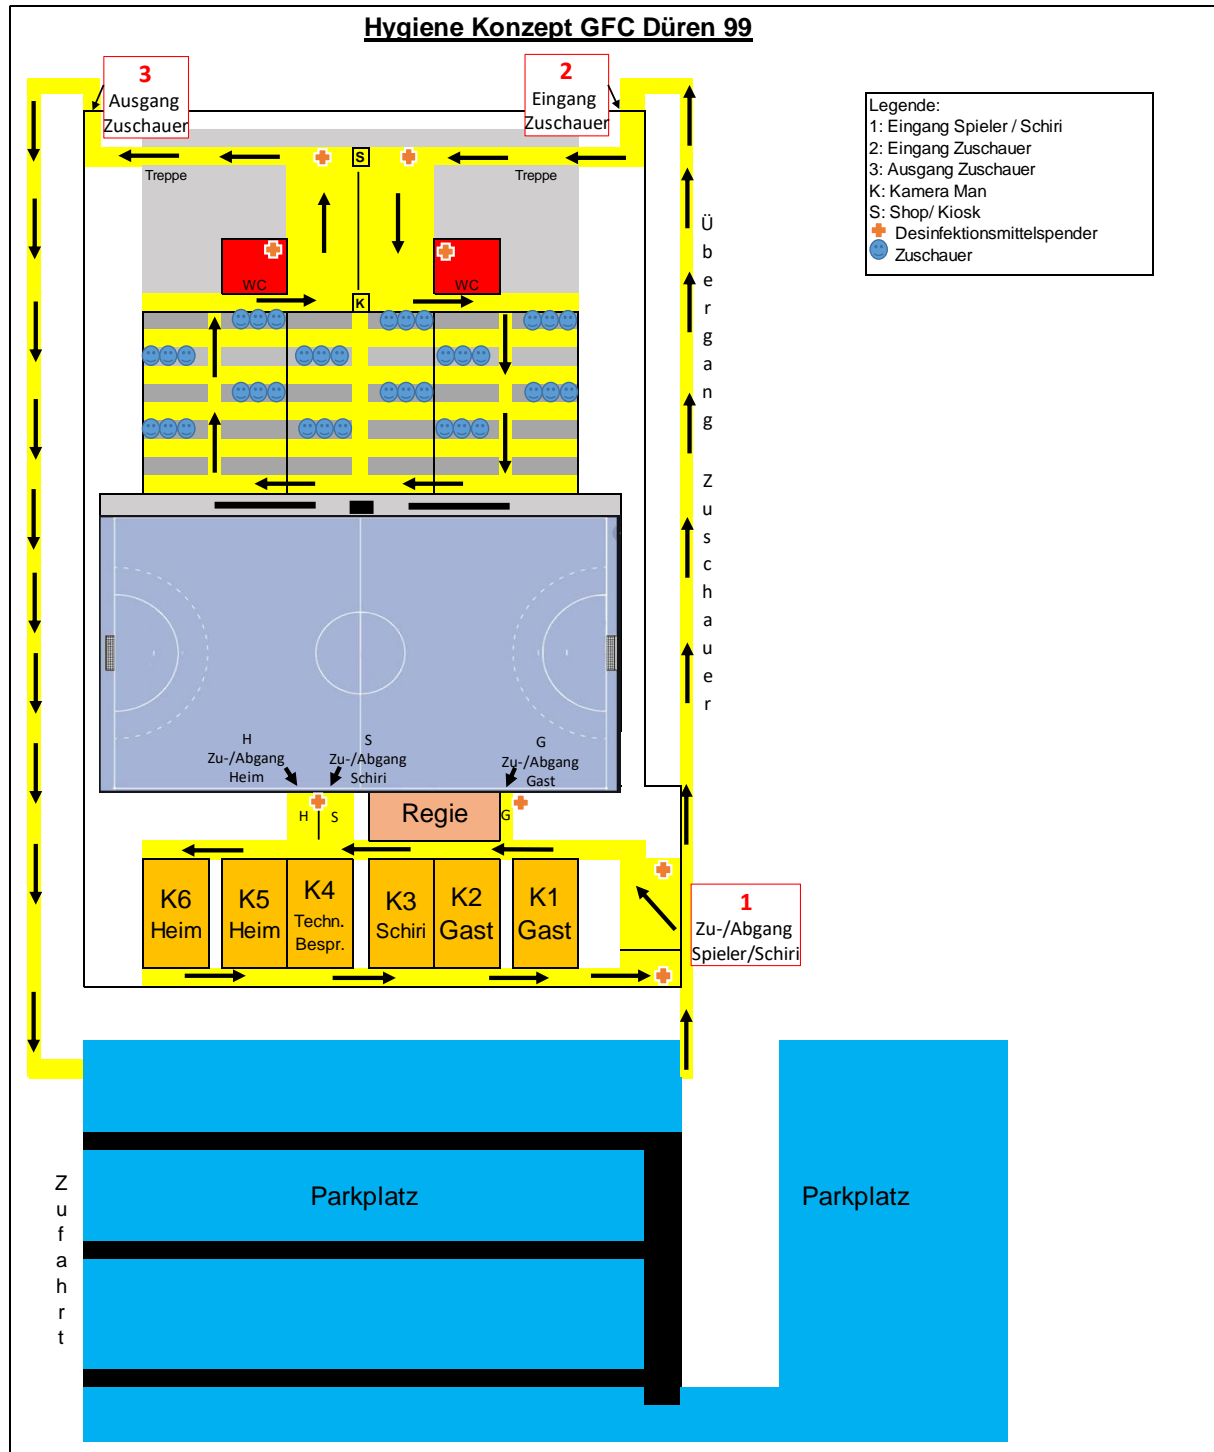 Hygiene Konzept GFC Düren 99
3
Ausgang
Zuschauer
2
Eingang
Zuschauer
Legende:
1: Eingang Spieler / Schiri
2: Eingang Zuschauer
3: Ausgang Zuschauer
K: Kamera Man
S: Shop/ Kiosk
Desinfektionsmittelspender
Zuschauer
S
Treppe
Treppe
WC
WC
K
Übergang Zuschauer
H
Zu-/Abgang
Heim
S
Zu-/Abgang
Schiri
G
Zu-/Abgang
Gast
H
S
Regie
G
K6
Heim
K5
Heim
K4
Techn.
Bespr.
K3
Schiri
K2
Gast
K1
Gast
1
Zu-/Abgang
Spieler/Schiri
Zufahrt
Parkplatz
Parkplatz